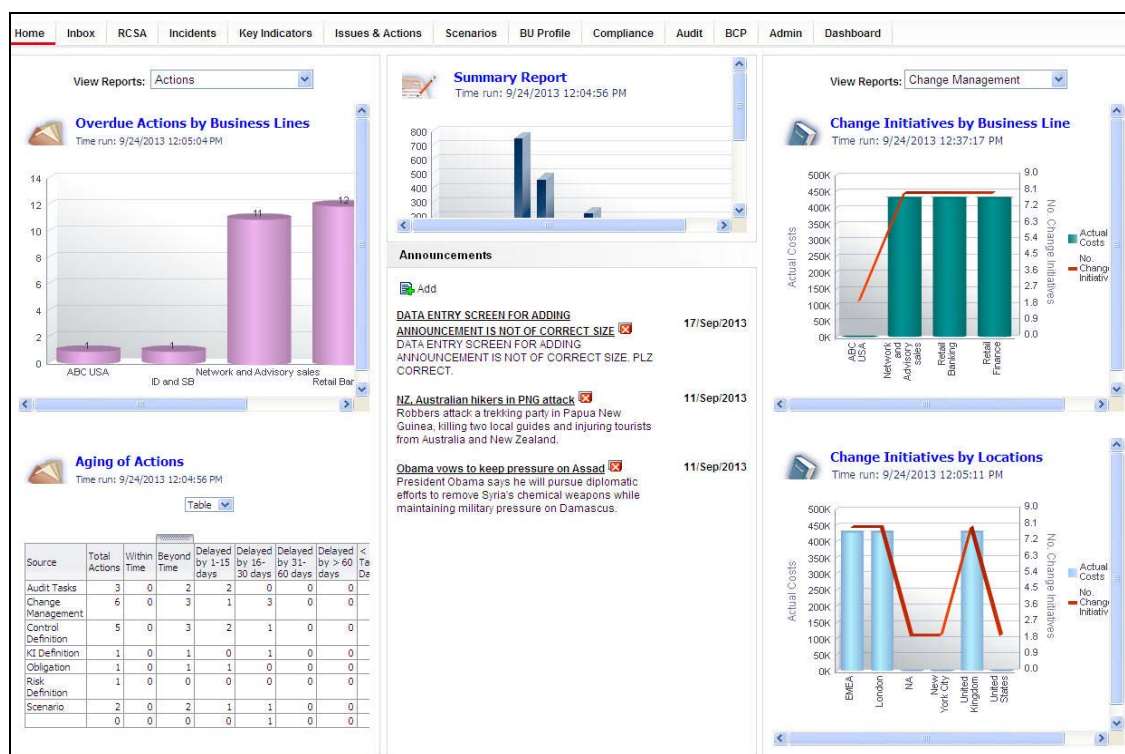 Home Inbox RCSA Incidents Key Indicators Issues & Actions Scenarios BU Profile Compliance Audit BCP Admin Dashboard
View Reports: Actions
Overdue Actions by Business Lines
Time run: 9/24/2013 12:05:04 PM
14
12
10
8
6
4
2
0
1 1 11 12
ABC USA Network and Advisory sales
ID and SB Retail Bar
Aging of Actions
Time run: 9/24/2013 12:04:56 PM
Table
Source Total Actions Within Time Beyond Time Delayed by 1-15 days Delayed by 16-30 days Delayed by 31-60 days Delayed by > 60 days < Ta Da
Audit Tasks 3 0 2 2 0 0 0
Change Management 6 0 3 1 3 0 0
Control Definition 5 0 3 2 1 0 0
KI Definition 1 0 1 0 1 0 0
Obligation 1 0 1 1 0 0 0
Risk Definition 1 0 0 0 0 0 0
Scenario 2 0 2 1 1 0 0
0 0 0 0 1 0 0
Summary Report
Time run: 9/24/2013 12:04:56 PM
800
700
600
500
400
300
200
Announcements
Add
DATA ENTRY SCREEN FOR ADDING
ANNOUNCEMENT IS NOT OF CORRECT SIZE 17/Sep/2013
DATA ENTRY SCREEN FOR ADDING
ANNOUNCEMENT IS NOT OF CORRECT SIZE. PLZ
CORRECT.
NZ, Australian hikers in PNG attack 11/Sep/2013
Robbers attack a trekking party in Papua New
Guinea, killing two local guides and injuring tourists
from Australia and New Zealand.
Obama vows to keep pressure on Assad 11/Sep/2013
President Obama says he will pursue diplomatic
efforts to remove Syria's chemical weapons while
maintaining military pressure on Damascus.
View Reports: Change Management
Change Initiatives by Business Line
Time run: 9/24/2013 12:37:17 PM
500K 9.0
450K 8.1
400K 7.2
350K 6.3
300K 5.4
250K 4.5
200K 3.6
150K 2.7
100K 1.8
50K 0.9
0K 0.0
Actual Costs
No. Change Initiatives
Actual
Costs
No.
Chang
Initiativ
ABC USA
Network and Advisory sales
Retail Banking
Retail Finance
Change Initiatives by Locations
Time run: 9/24/2013 12:05:11 PM
500K 9.0
450K 8.1
400K 7.2
350K 6.3
300K 5.4
250K 4.5
200K 3.6
150K 2.7
100K 1.8
50K 0.9
0K 0.0
Actual Costs
No. Change Initiatives
Actual
Costs
No.
Chang
Initiativ
EMEA
London
NA
New York City
United Kingdom
United States